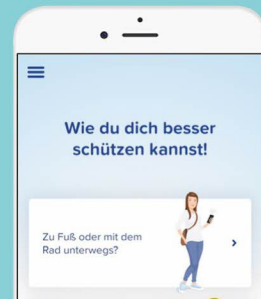 Wie du dich besser
schützen kannst!
Zu Fuß oder mit dem
Rad unterwegs?